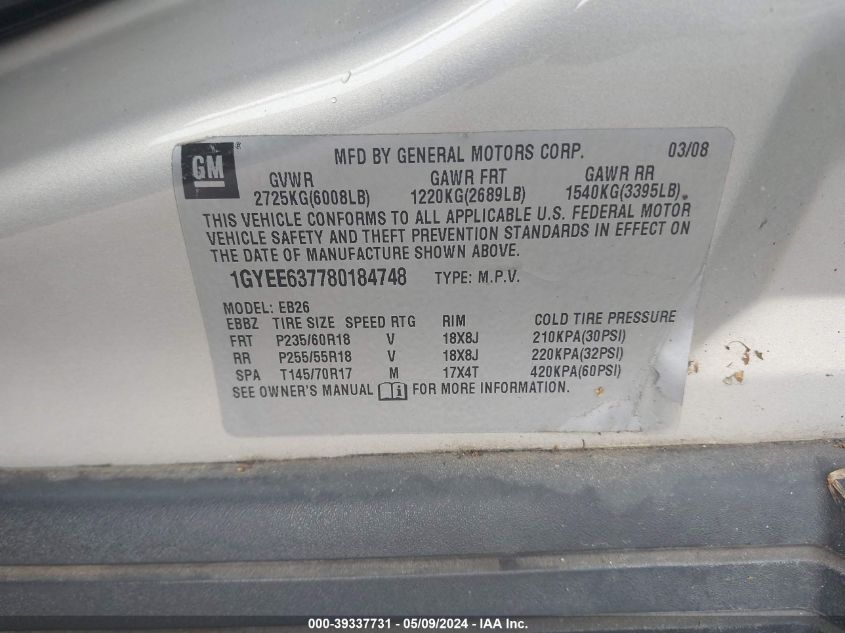 GM ® MFD BY GENERAL MOTORS CORP. 03/08
GVWR GAWR FRT GAWR RR
2725KG(6008LB) 1220KG(2689LB) 1540KG(3395LB)
THIS VEHICLE CONFORMS TO ALL APPLICABLE U.S. FEDERAL MOTOR
VEHICLE SAFETY AND THEFT PREVENTION STANDARDS IN EFFECT ON
THE DATE OF MANUFACTURE SHOWN ABOVE.
1GYEE637780184748 TYPE: M.P.V.
MODEL: EB26
EBBZ TIRE SIZE SPEED RTG RIM COLD TIRE PRESSURE
FRT P235/60R18 V 18X8J 210KPA(30PSI)
RR P255/55R18 V 18X8J 220KPA(32PSI)
SPA T145/70R17 M 17X4T 420KPA(60PSI)
SEE OWNER'S MANUAL FOR MORE INFORMATION.
000-39337731 - 05/09/2024 - IAA Inc.